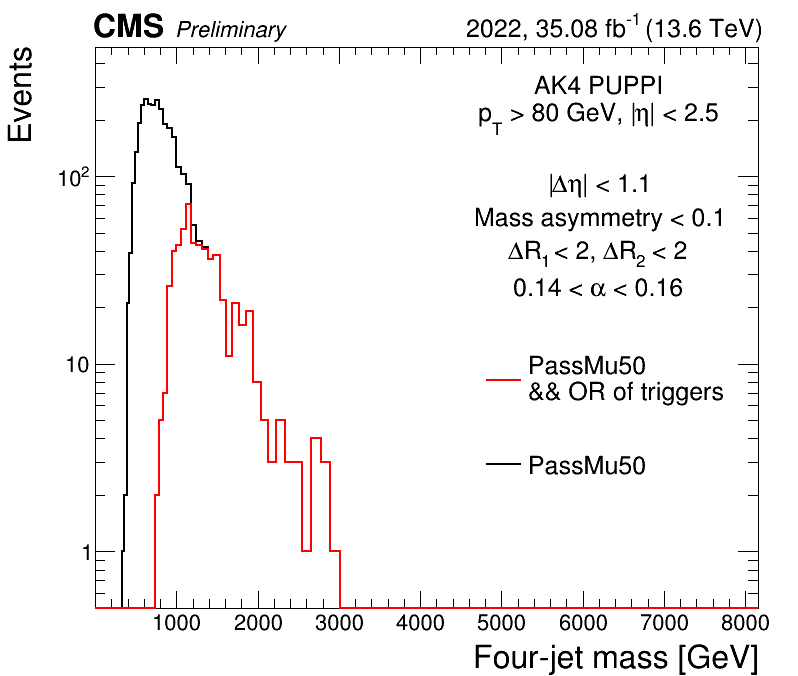 CMS Preliminary 2022, 35.08 fb⁻¹ (13.6 TeV)
Events
AK4 PUPPI
p_T > 80 GeV, |η| < 2.5
|Δη| < 1.1
Mass asymmetry < 0.1
ΔR₁ < 2, ΔR₂ < 2
0.14 < α < 0.16
PassMu50
&& OR of triggers
PassMu50
10²
10
1
1000 2000 3000 4000 5000 6000 7000 8000
Four-jet mass [GeV]